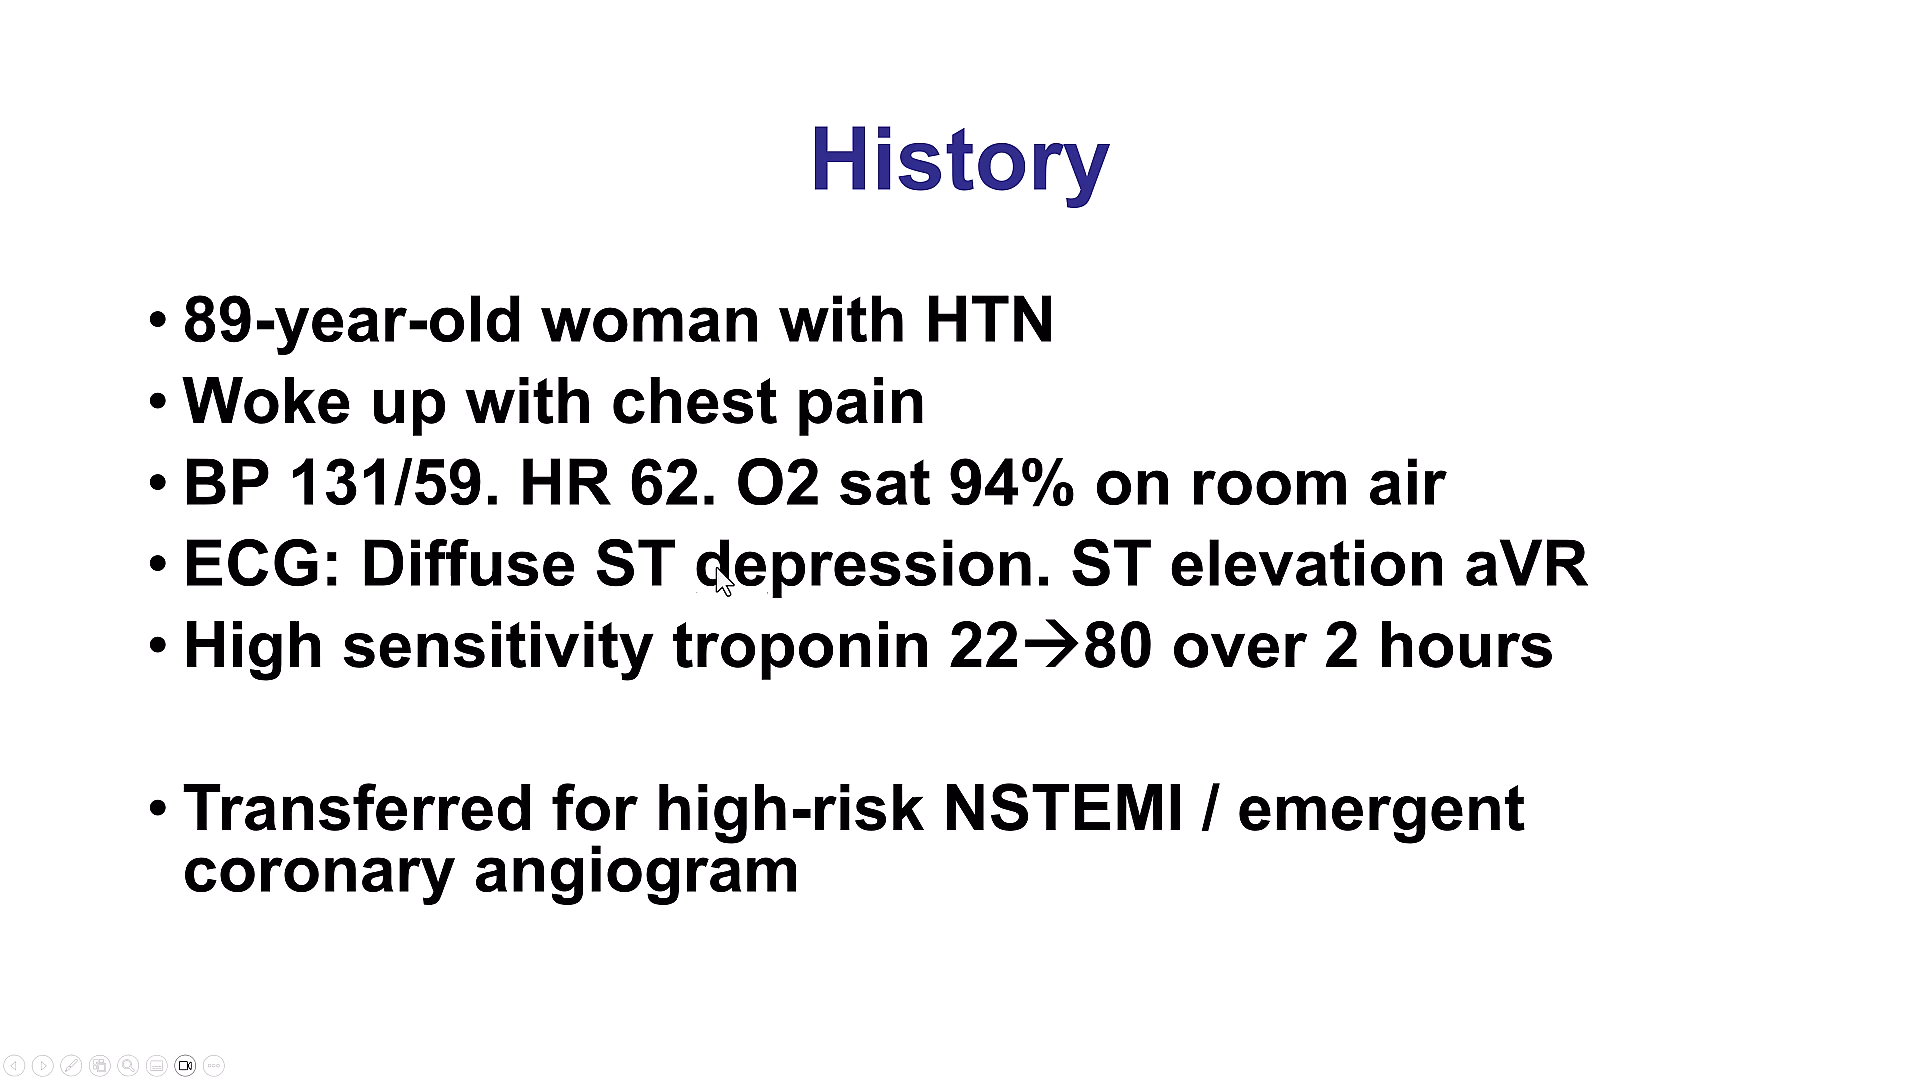 History
• 89-year-old woman with HTN
• Woke up with chest pain
• BP 131/59. HR 62. O2 sat 94% on room air
• ECG: Diffuse ST depression. ST elevation aVR
• High sensitivity troponin 22→80 over 2 hours
• Transferred for high-risk NSTEMI / emergent
coronary angiogram